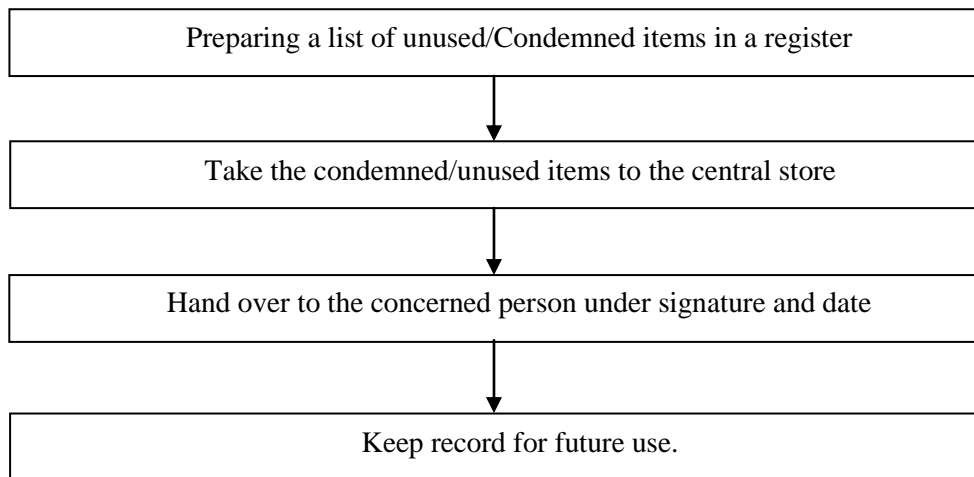 Preparing a list of unused/Condemned items in a register
Take the condemned/unused items to the central store
Hand over to the concerned person under signature and date
Keep record for future use.